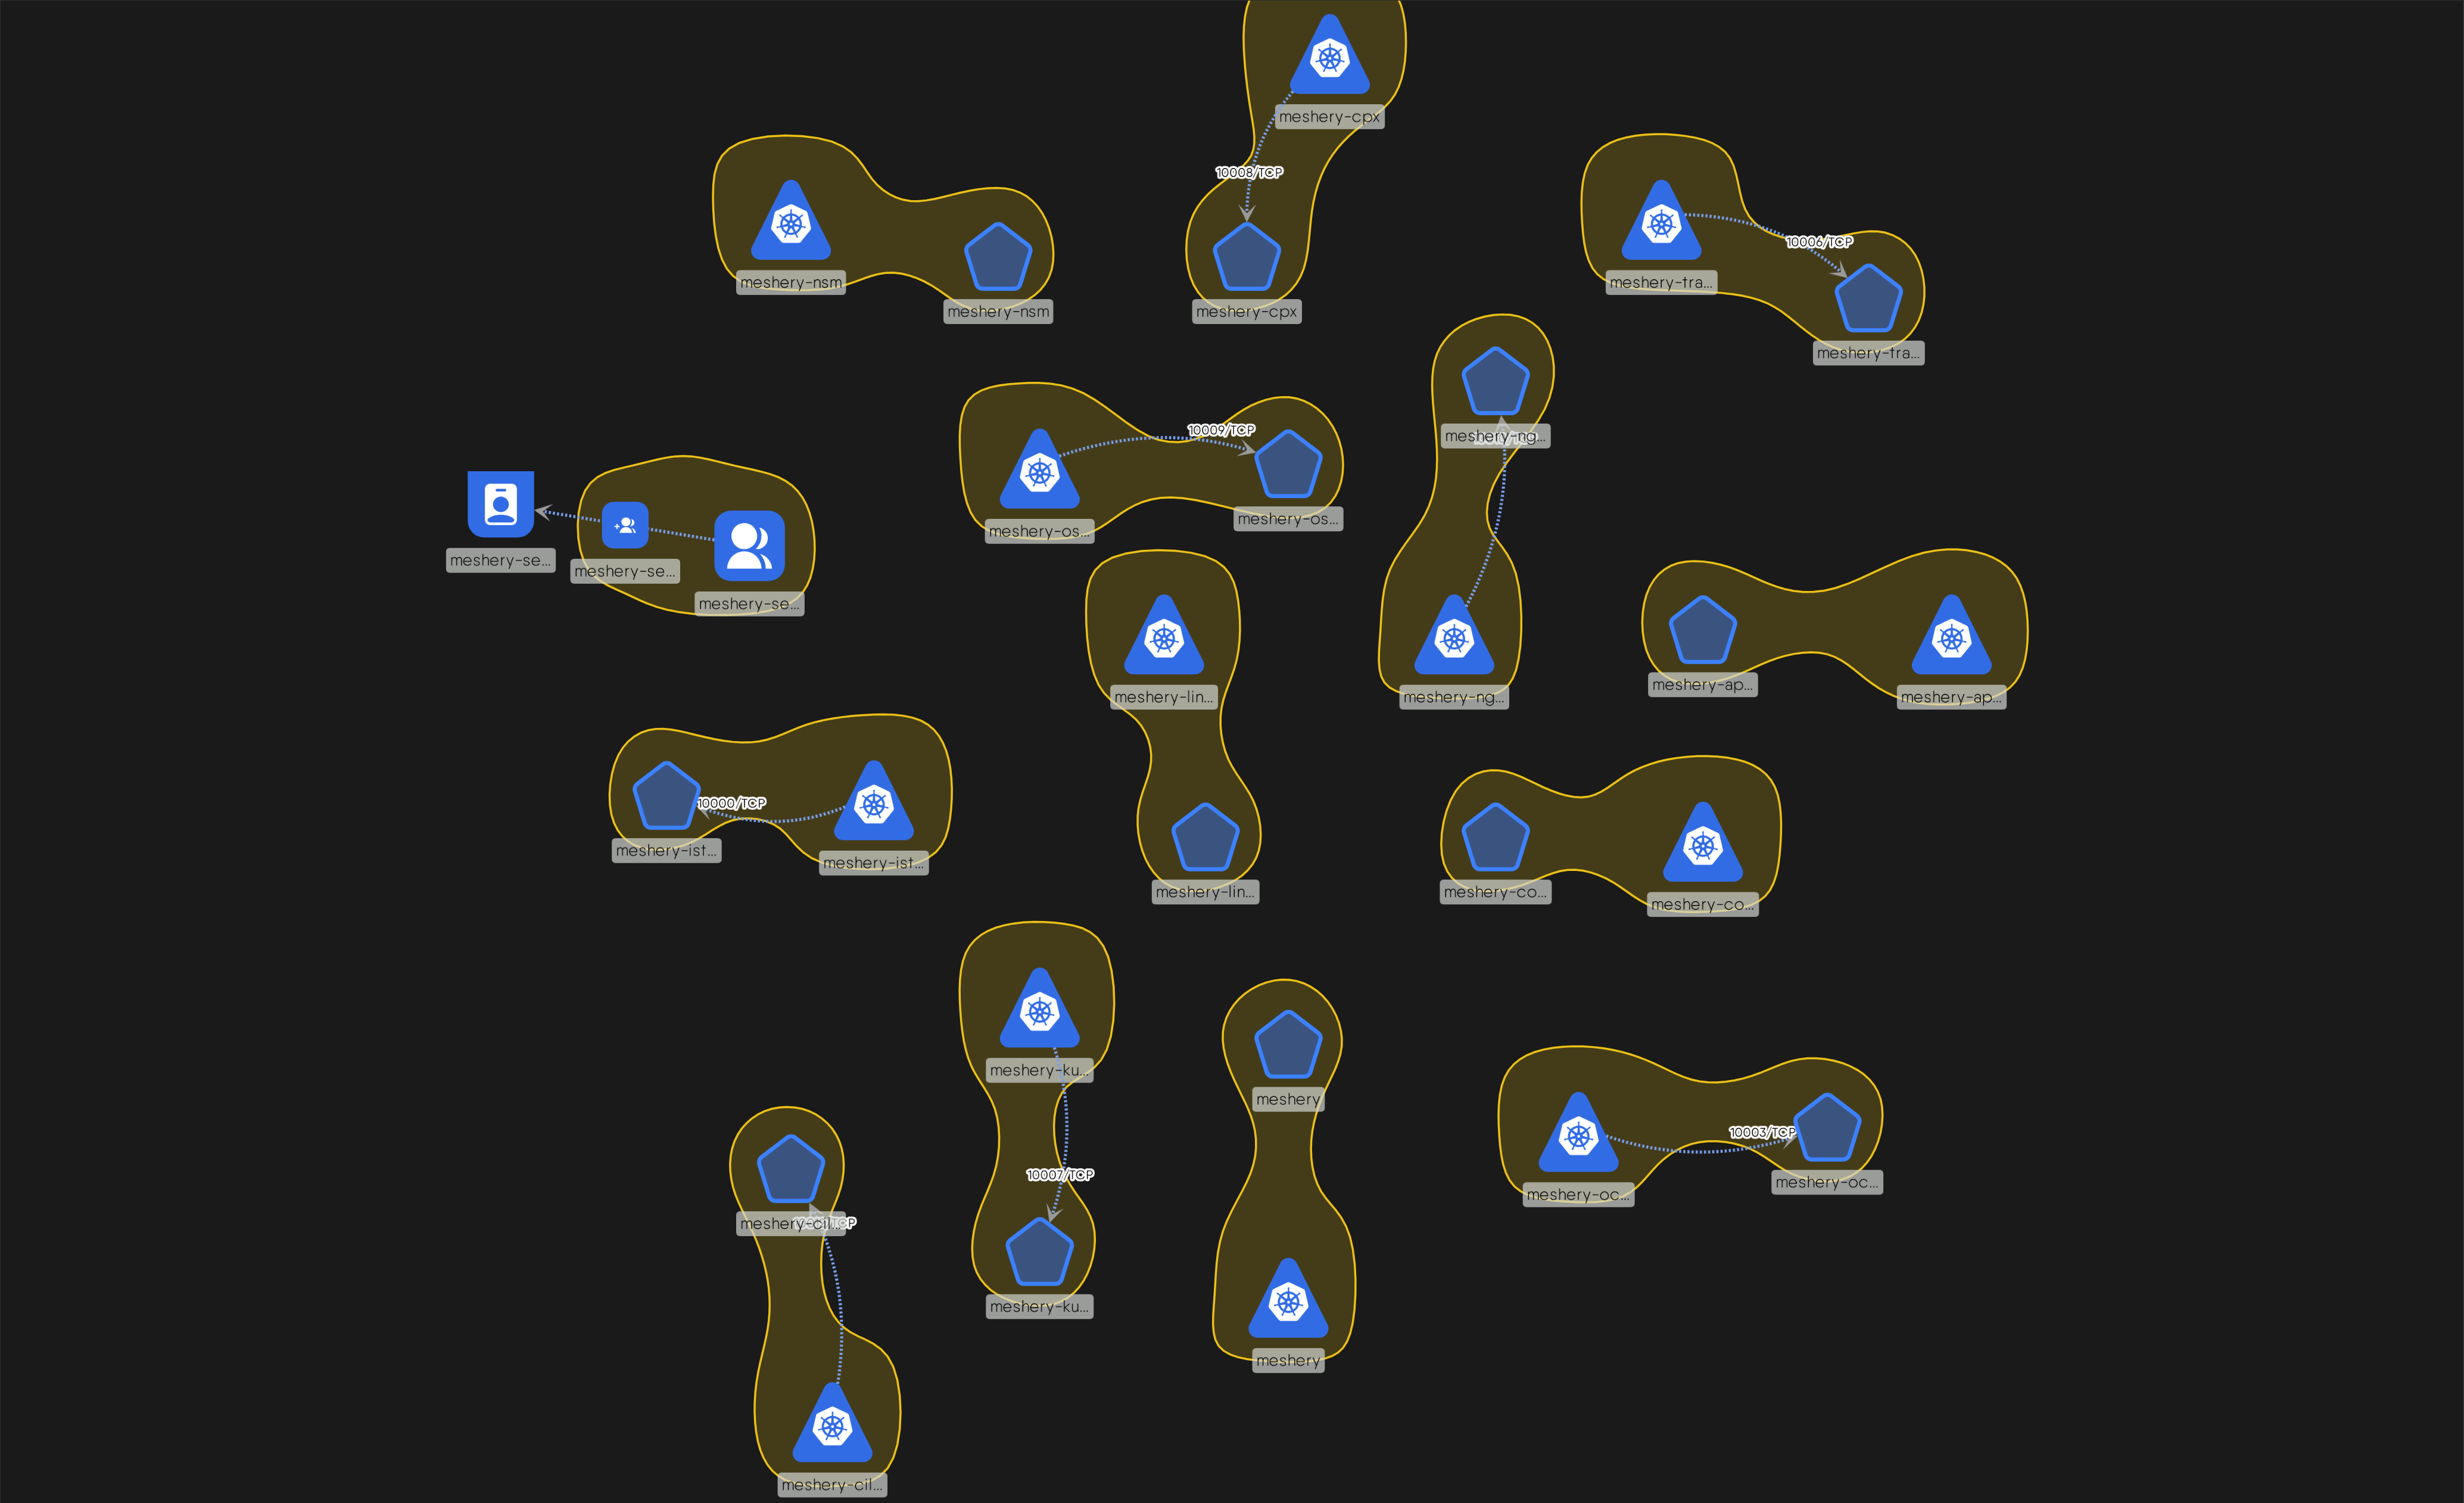 meshery-cpx
10008/TCP
meshery-cpx
meshery-nsm
meshery-nsm
meshery-tra...
10006/TCP
meshery-tra...
meshery-ng...
meshery-ng...
10009/TCP
meshery-os...
meshery-os...
meshery-se...
meshery-se...
meshery-se...
meshery-lin...
meshery-lin...
meshery-ap...
meshery-ap...
10000/TCP
meshery-ist...
meshery-ist...
meshery-co...
meshery-co...
meshery-ku...
10007/TCP
meshery-ku...
meshery
meshery
10003/TCP
meshery-oc...
meshery-oc...
meshery-cil...
meshery-cil...